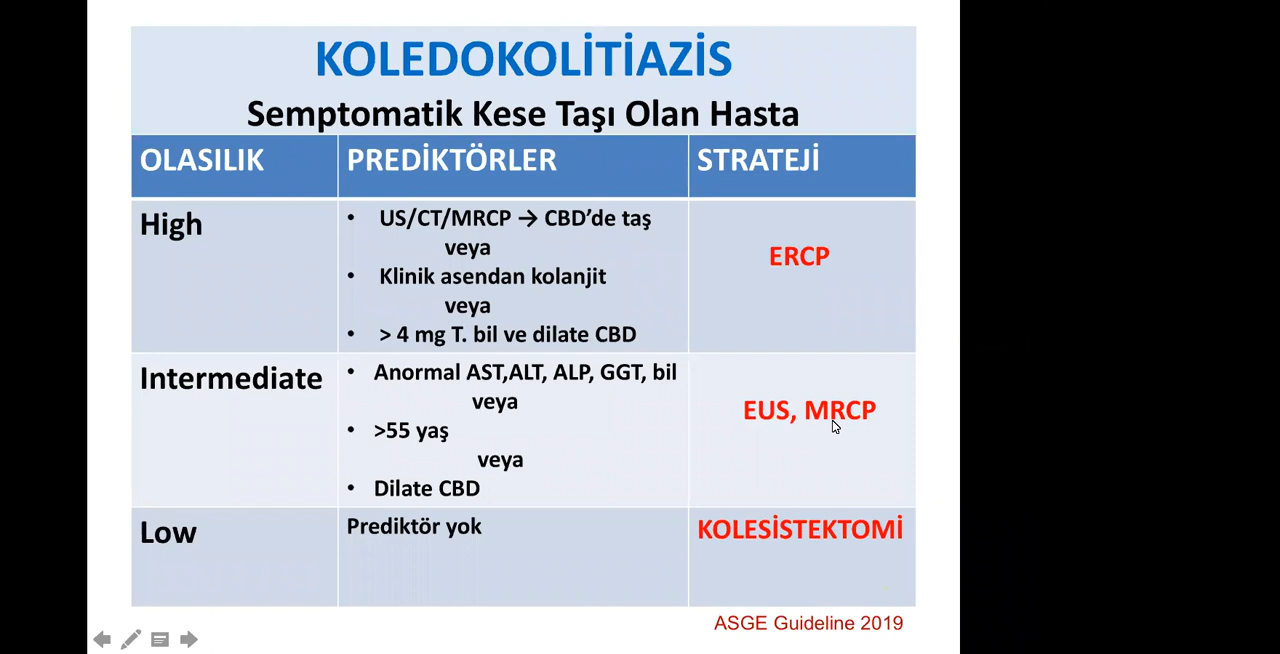 KOLEDOKOLİTİAZİS
Semptomatik Kese Taşı Olan Hasta
OLASILIK
PREDİKTÖRLER
STRATEJİ
High
• US/CT/MRCP → CBD’de taş
veya
• Klinik asendan kolanjit
veya
• > 4 mg T. bil ve dilate CBD
ERCP
Intermediate
• Anormal AST,ALT, ALP, GGT, bil
veya
• >55 yaş
veya
• Dilate CBD
EUS, MRCP
Low
Prediktör yok
KOLESİSTEKTOMİ
ASGE Guideline 2019